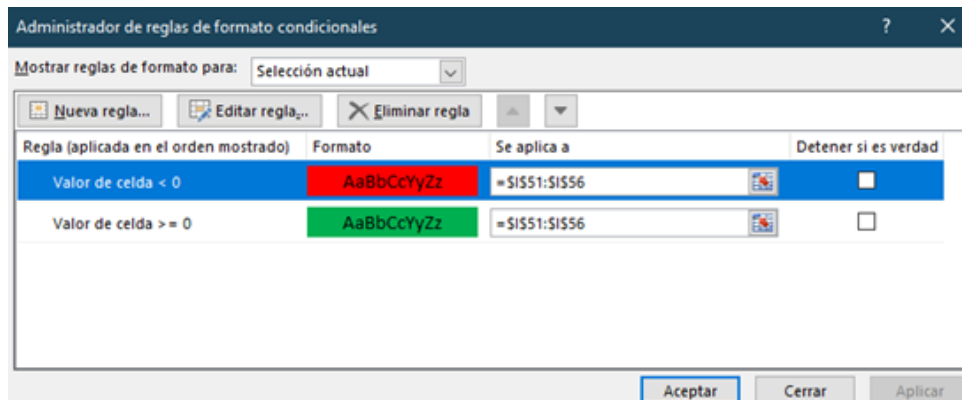 Administrador de reglas de formato condicionales ? ×
Mostrar reglas de formato para: Selección actual
Nueva regla... Editar regla... Eliminar regla
Regla (aplicada en el orden mostrado) Formato Se aplica a Detener si es verdad
Valor de celda < 0 AaBbCcYyZz =$I$51:$I$56
Valor de celda >= 0 AaBbCcYyZz =$I$51:$I$56
Aceptar Cerrar Aplicar